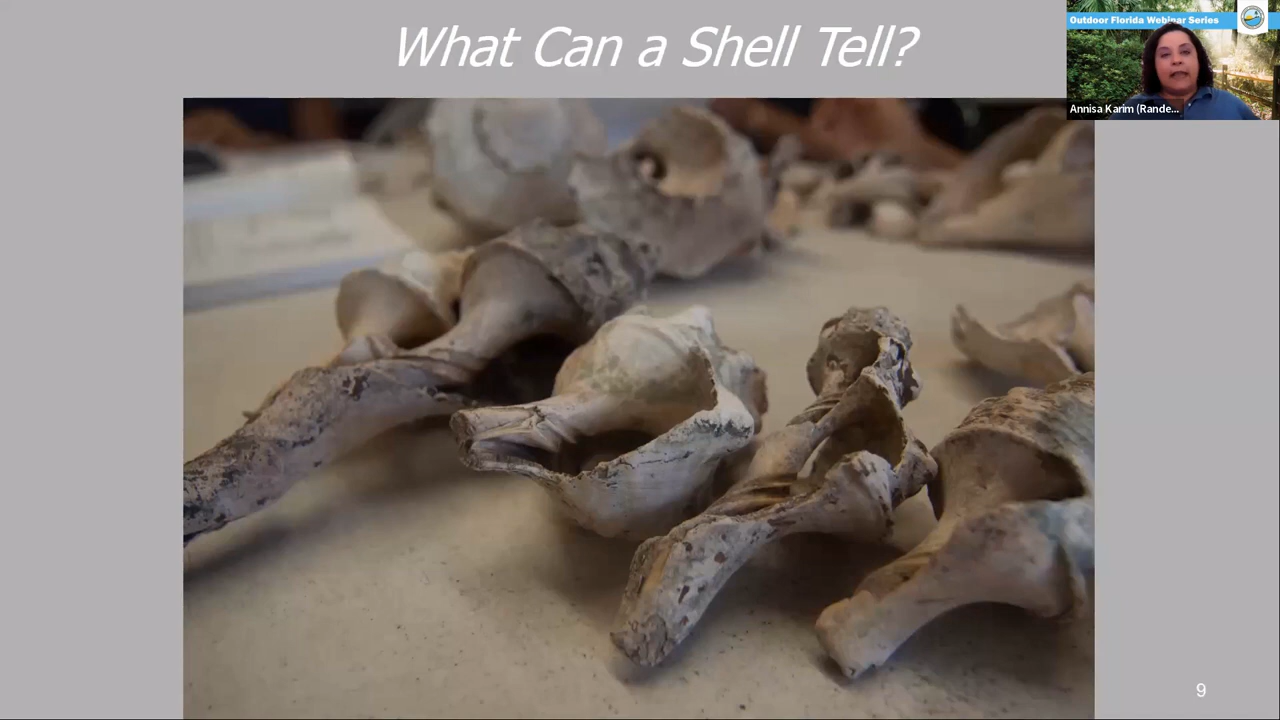 What Can a Shell Tell?
Outdoor Florida Webinar Series
Annisa Karim (Rande...
9